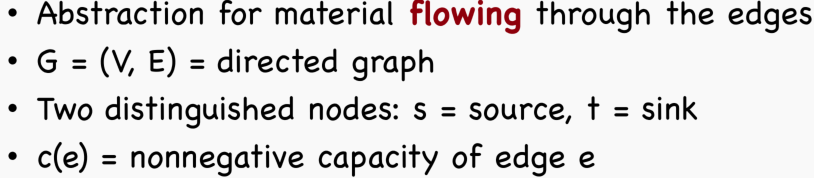 • Abstraction for material flowing through the edges
• G = (V, E) = directed graph
• Two distinguished nodes: s = source, t = sink
• c(e) = nonnegative capacity of edge e